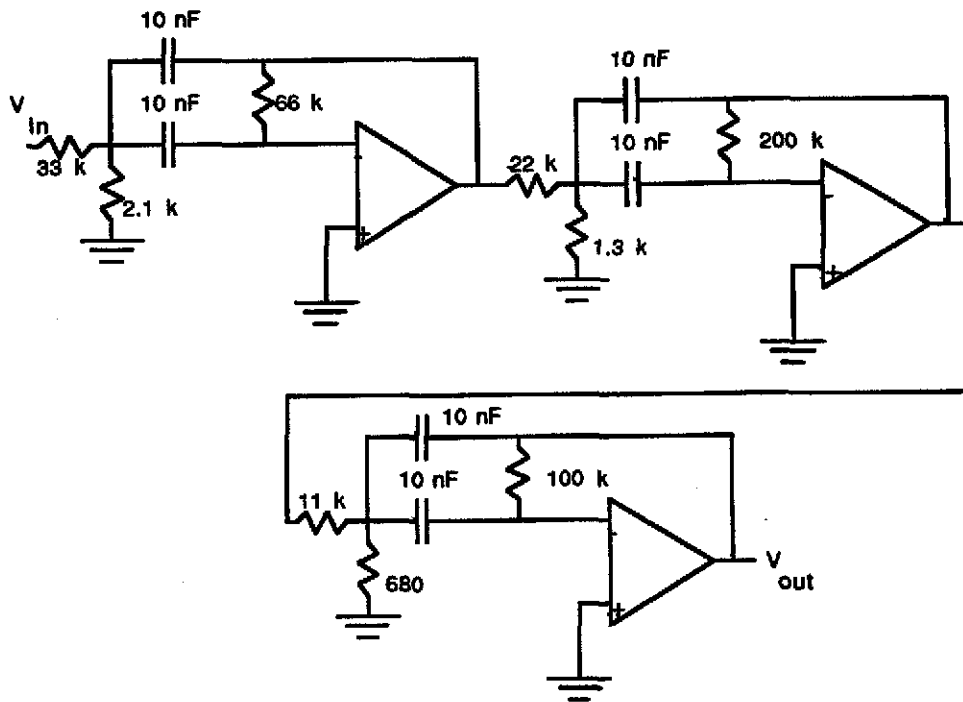 10 nF
10 nF
V
in
66 k
33 k
2.1 k
-
+
10 nF
10 nF
22 k
200 k
1.3 k
-
+
10 nF
10 nF
11 k
100 k
680
-
+
V
out